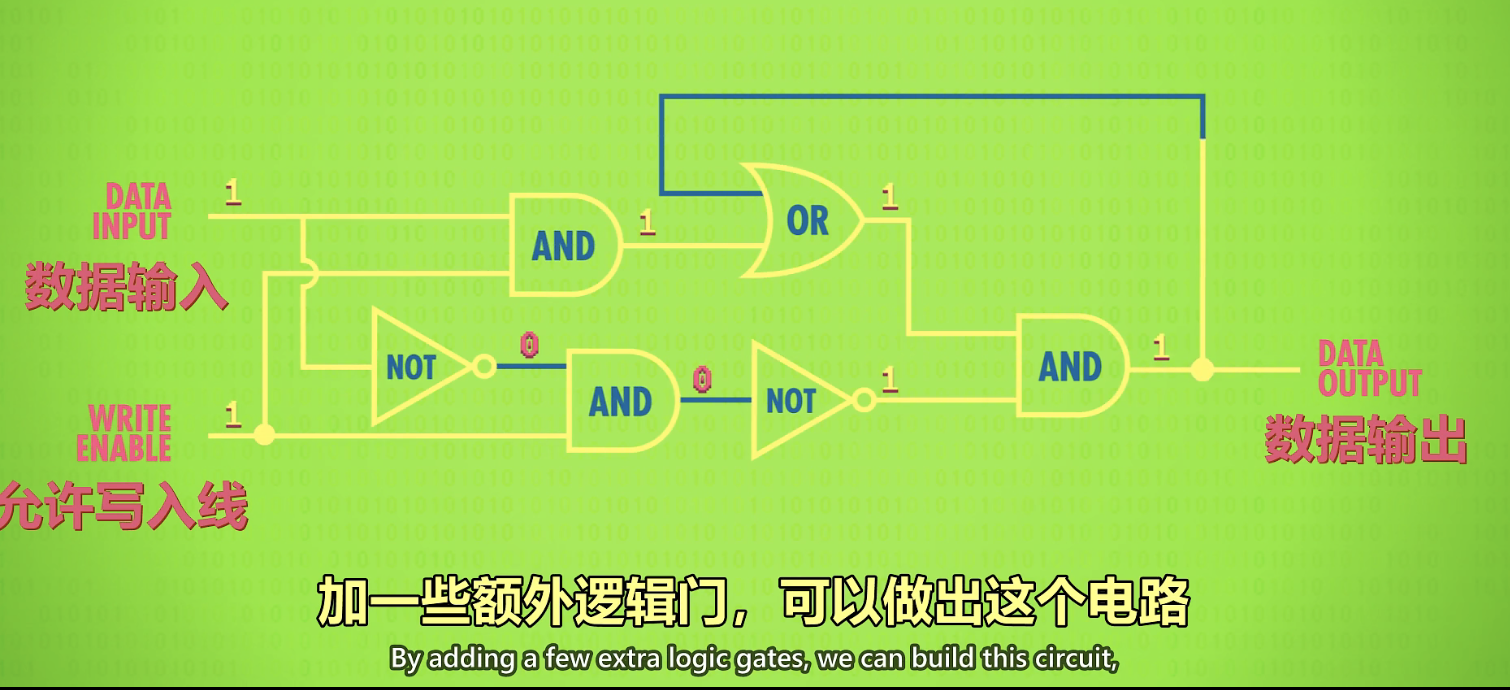 DATA
INPUT
数据输入
1
WRITE
ENABLE
允许写入线
1
AND
1
NOT
0
AND
0
NOT
1
OR
1
AND
1
DATA
OUTPUT
数据输出
加一些额外逻辑门，可以做出这个电路
By adding a few extra logic gates, we can build this circuit,